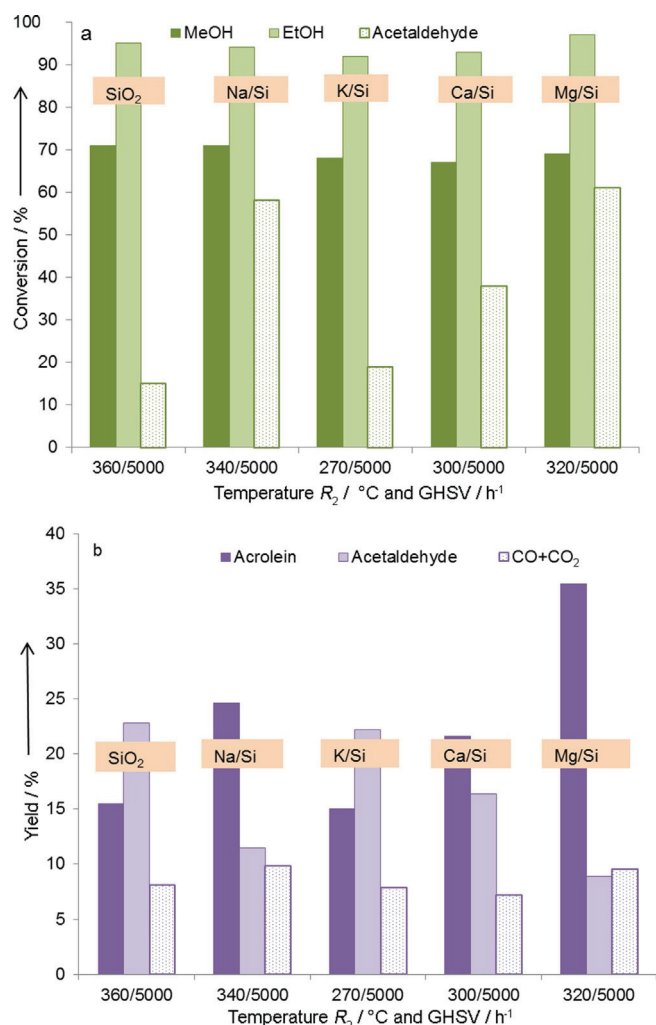 a
MeOH EtOH Acetaldehyde
100
90
80
70
60
50
40
30
20
10
0
Conversion / %
SiO₂ Na/Si K/Si Ca/Si Mg/Si
360/5000 340/5000 270/5000 300/5000 320/5000
Temperature R₂ / °C and GHSV / h⁻¹
b
Acrolein Acetaldehyde CO+CO₂
40
35
30
25
20
15
10
5
0
Yield / %
SiO₂ Na/Si K/Si Ca/Si Mg/Si
360/5000 340/5000 270/5000 300/5000 320/5000
Temperature R₂ / °C and GHSV / h⁻¹